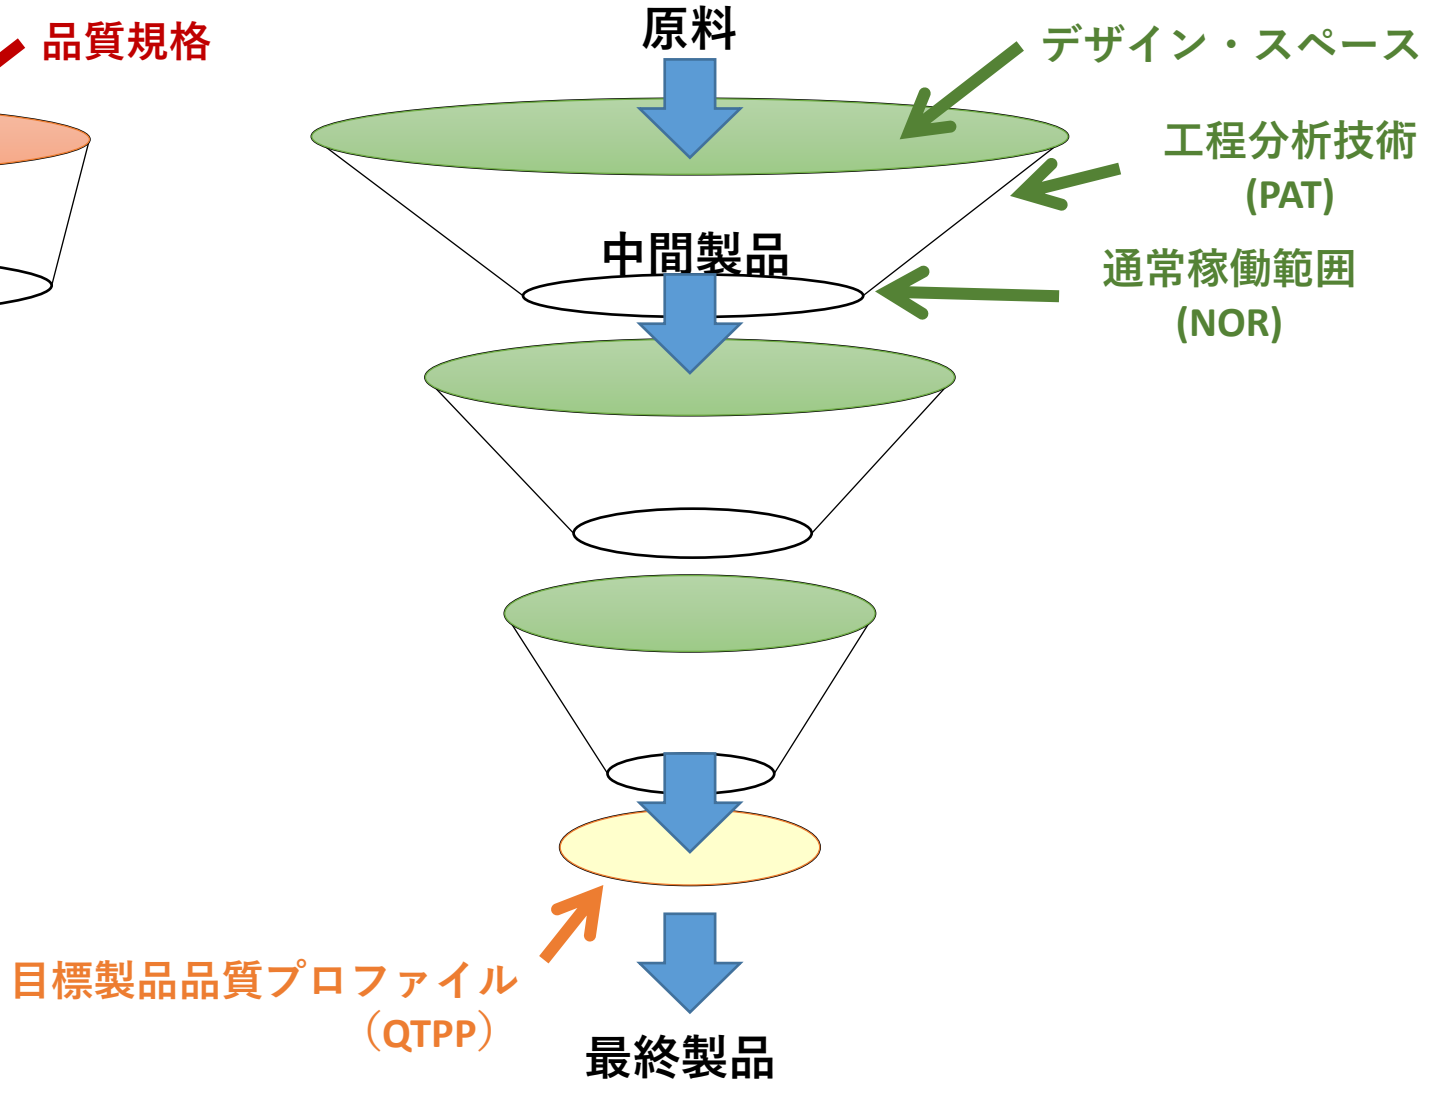 品質規格
原料
デザイン・スペース
工程分析技術
(PAT)
中間製品
通常稼働範囲
(NOR)
目標製品品質プロファイル
（QTPP）
最終製品